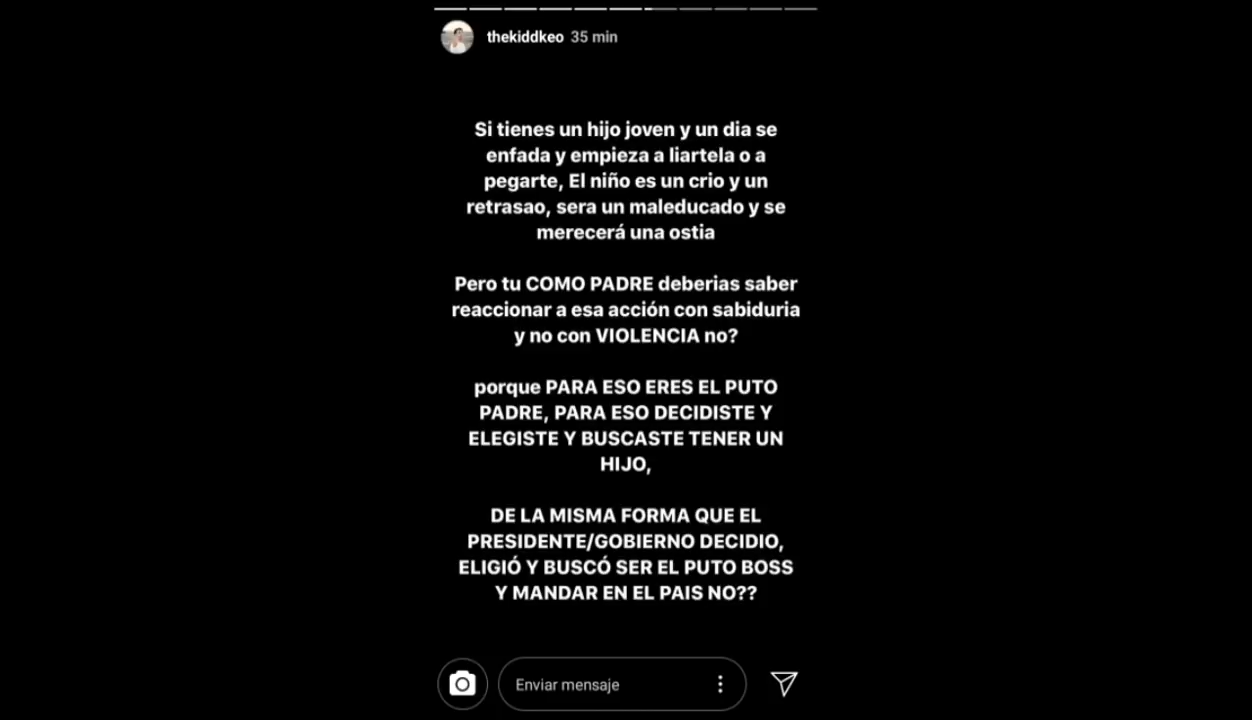 thekiddkeo 35 min
Si tienes un hijo joven y un dia se
enfada y empieza a liartela o a
pegarte, El niño es un crio y un
retrasao, sera un maleducado y se
merecerá una ostia
Pero tu COMO PADRE deberias saber
reaccionar a esa acción con sabiduria
y no con VIOLENCIA no?
porque PARA ESO ERES EL PUTO
PADRE, PARA ESO DECIDISTE Y
ELEGISTE Y BUSCASTE TENER UN
HIJO,
DE LA MISMA FORMA QUE EL
PRESIDENTE/GOBIERNO DECIDIO,
ELIGIÓ Y BUSCÓ SER EL PUTO BOSS
Y MANDAR EN EL PAIS NO??
Enviar mensaje